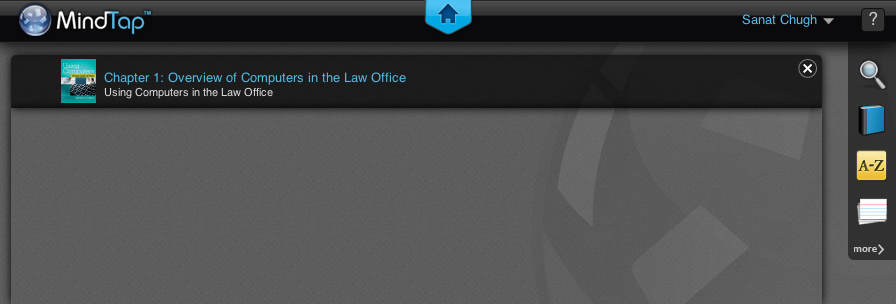 MindTap™
Sanat Chugh
?
Chapter 1: Overview of Computers in the Law Office
Using Computers in the Law Office
A-Z
more